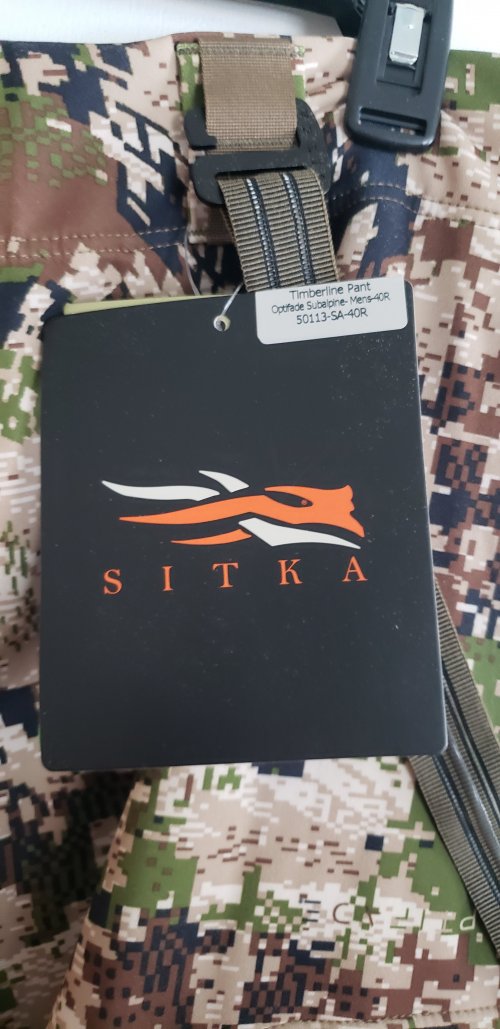 Timberline Pant
Optifade Subalpine- Mens-40R
50113-SA-40R
SITKA